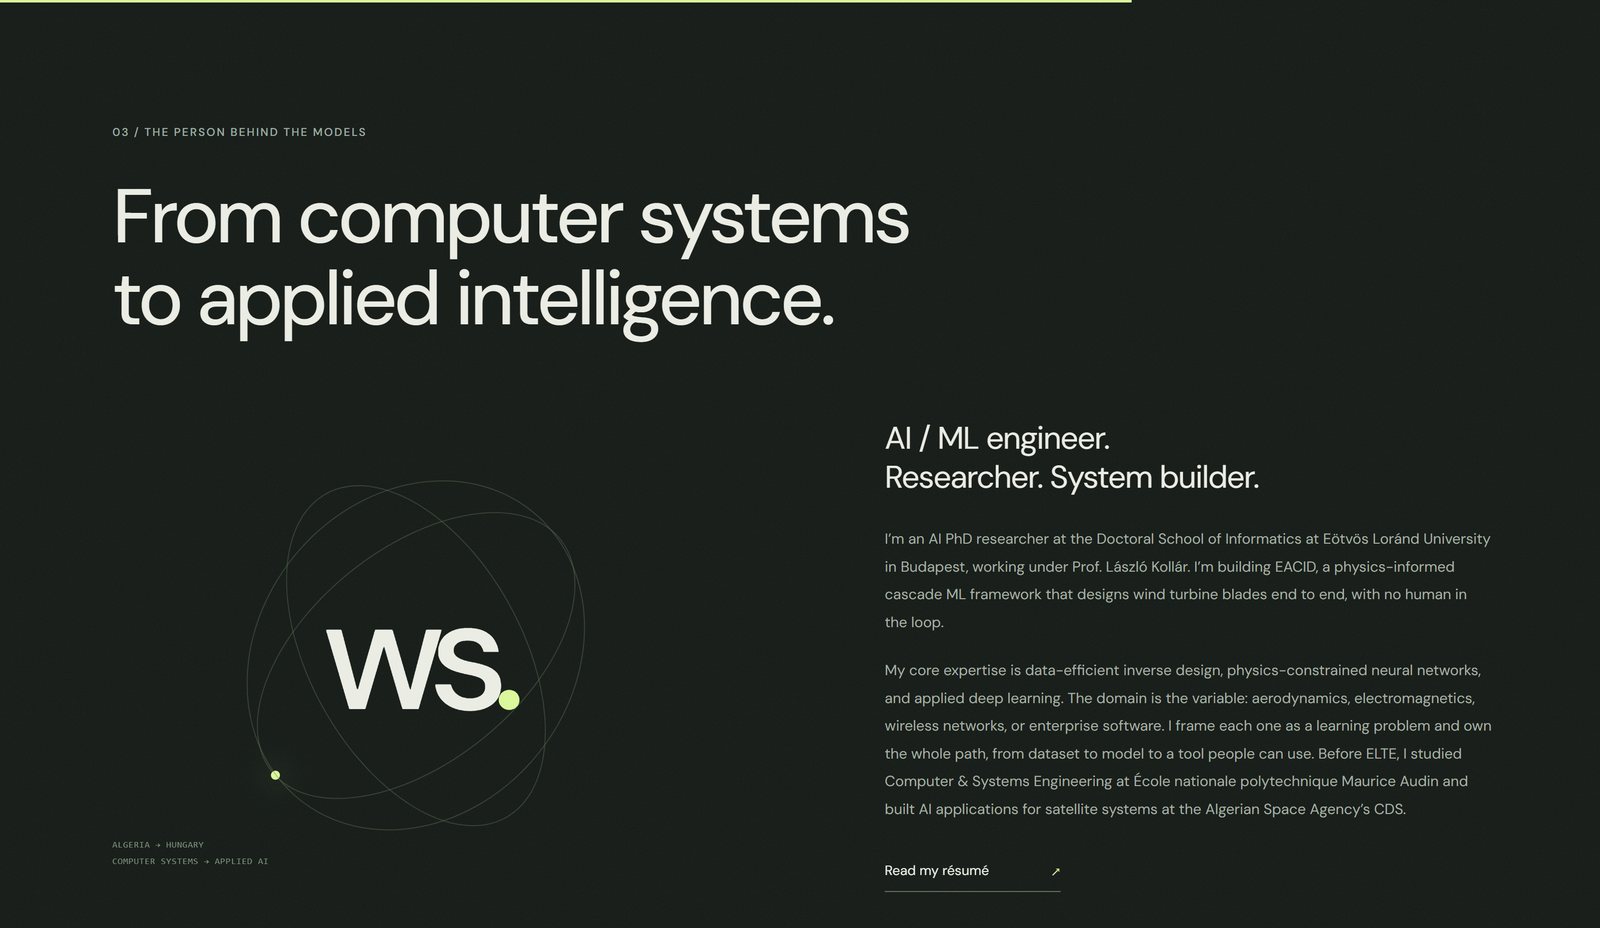 03 / THE PERSON BEHIND THE MODELS
From computer systems
to applied intelligence.
WS.
ALGERIA → HUNGARY
COMPUTER SYSTEMS → APPLIED AI
AI / ML engineer.
Researcher. System builder.
I’m an AI PhD researcher at the Doctoral School of Informatics at Eötvös Loránd University
in Budapest, working under Prof. László Kollár. I’m building EACID, a physics-informed
cascade ML framework that designs wind turbine blades end to end, with no human in
the loop.
My core expertise is data-efficient inverse design, physics-constrained neural networks,
and applied deep learning. The domain is the variable: aerodynamics, electromagnetics,
wireless networks, or enterprise software. I frame each one as a learning problem and own
the whole path, from dataset to model to a tool people can use. Before ELTE, I studied
Computer & Systems Engineering at École nationale polytechnique Maurice Audin and
built AI applications for satellite systems at the Algerian Space Agency’s CDS.
Read my résumé ↗